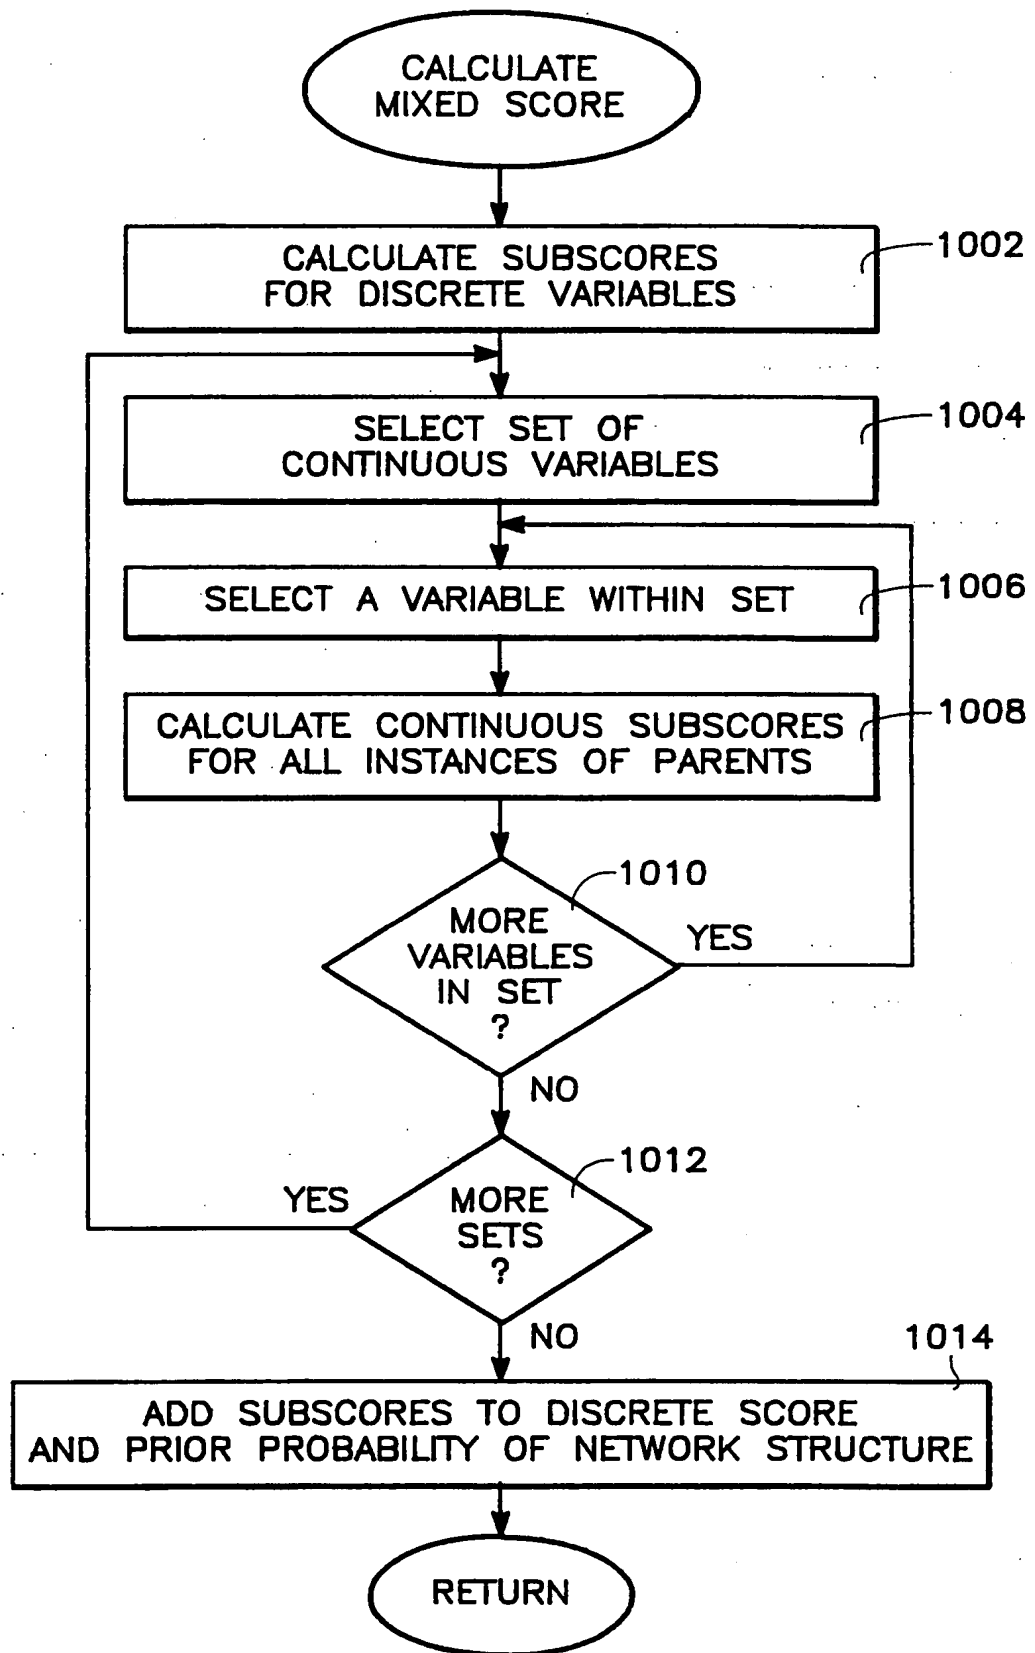 CALCULATE
MIXED SCORE
CALCULATE SUBSCORES
FOR DISCRETE VARIABLES
1002
SELECT SET OF
CONTINUOUS VARIABLES
1004
SELECT A VARIABLE WITHIN SET
1006
CALCULATE CONTINUOUS SUBSCORES
FOR ALL INSTANCES OF PARENTS
1008
MORE
VARIABLES
IN SET
?
1010
YES
NO
MORE
SETS
?
1012
YES
NO
1014
ADD SUBSCORES TO DISCRETE SCORE
AND PRIOR PROBABILITY OF NETWORK STRUCTURE
RETURN